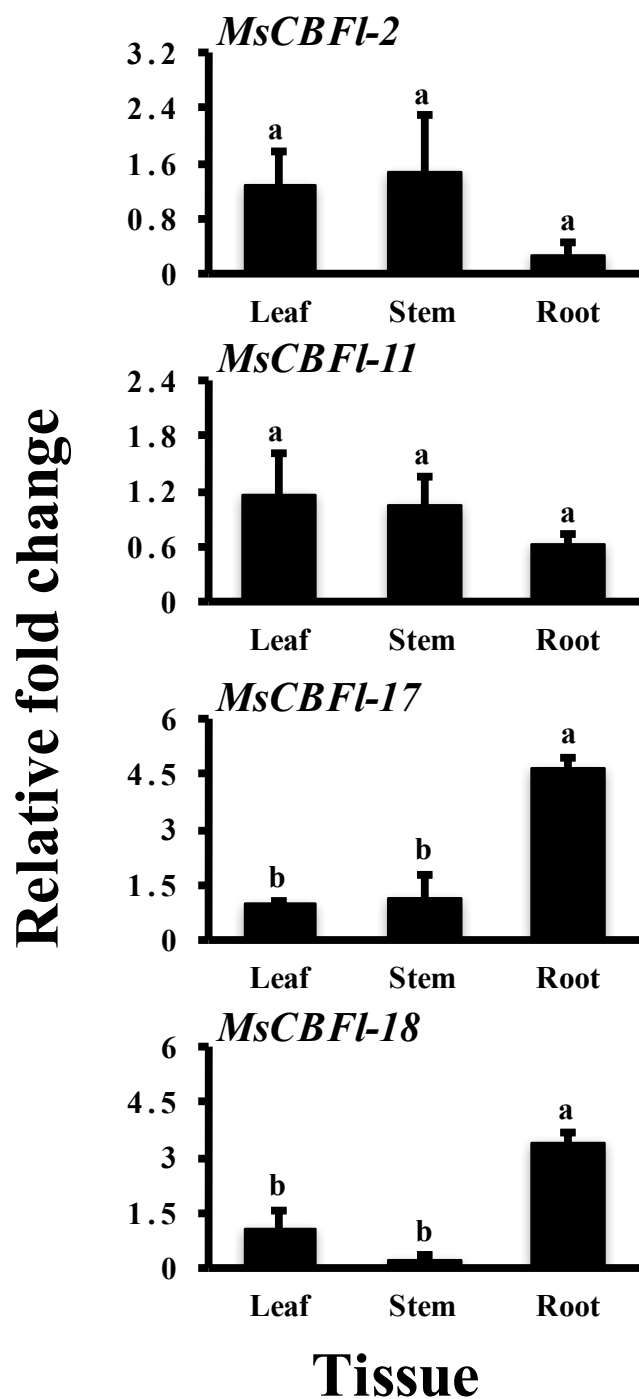 MsCBFl-2
3.2
a
a
2.4
1.6
a
0.8
0
Leaf Stem Root
MsCBFl-11
2.4
a
a
1.8
1.2
a
0.6
0
Leaf Stem Root
Relative fold change
MsCBFl-17
6
a
4.5
3
b
b
1.5
0
Leaf Stem Root
MsCBFl-18
6
4.5
a
3
b
b
1.5
0
Leaf Stem Root
Tissue